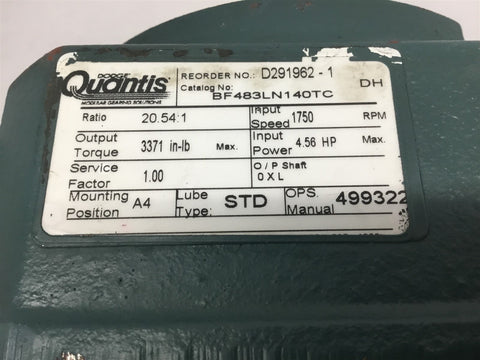 DODGE
Quantis
MODULAR GEARING SOLUTIONS
REORDER NO.: D291962 - 1
Catalog No: BF483LN140TC DH
Ratio 20.54:1 Input Speed 1750 RPM
Output Torque 3371 in-lb Max. Input Power 4.56 HP Max.
Service Factor 1.00 O / P Shaft 0 X L
Mounting Position A4 Lube Type: STD OPS. Manual 499322